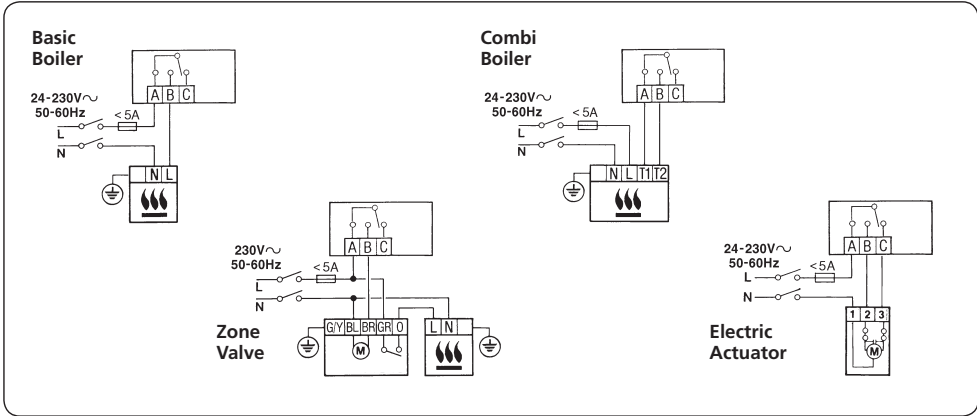 Basic
Boiler
A B C
24-230V~
50-60Hz
<5A
L
N
N L
Combi
Boiler
A B C
24-230V~
50-60Hz
<5A
L
N
N L T1 T2
A B C
230V~
50-60Hz
<5A
L
N
Zone
Valve
G/Y BL BR GR O
M
L N
A B C
24-230V~
50-60Hz
<5A
L
N
Electric
Actuator
1 2 3
M